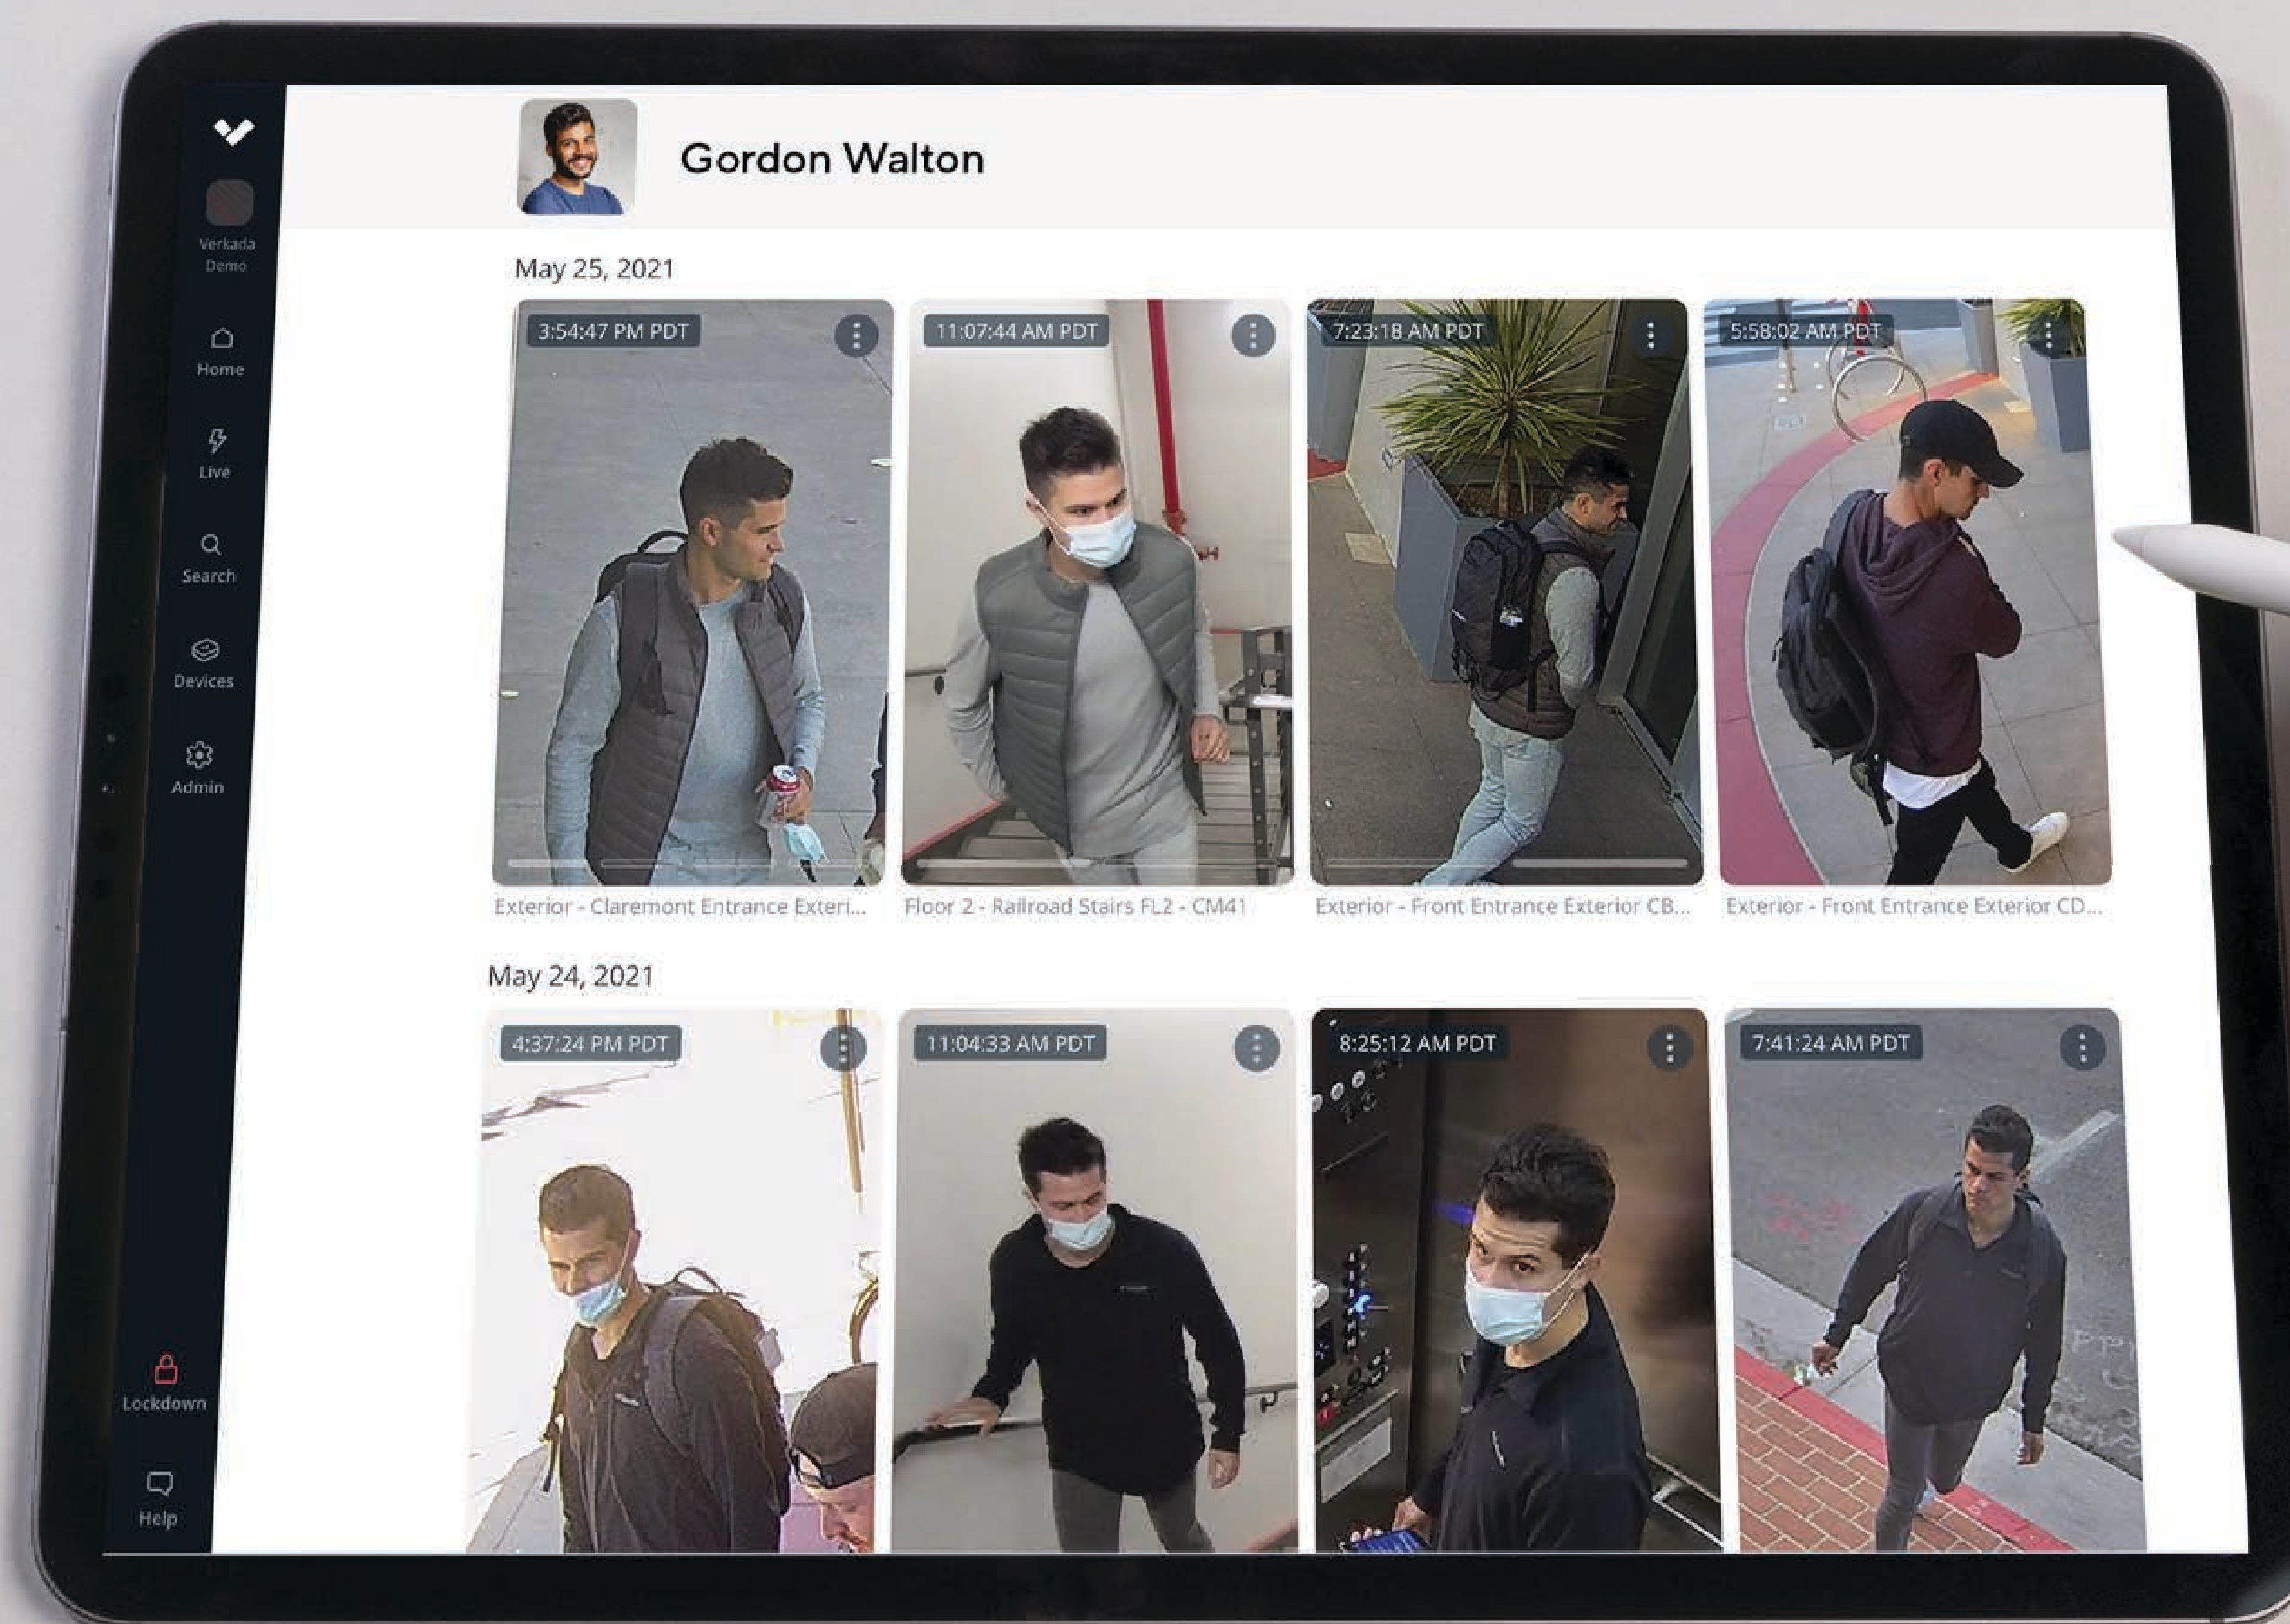 Gordon Walton
Verkada
Demo
Home
Live
Search
Devices
Admin
Lockdown
Help
May 25, 2021
3:54:47 PM PDT
11:07:44 AM PDT
7:23:18 AM PDT
5:58:02 AM PDT
Exterior - Claremont Entrance Exteri...
Floor 2 - Railroad Stairs FL2 - CM41
Exterior - Front Entrance Exterior CB...
Exterior - Front Entrance Exterior CD...
May 24, 2021
4:37:24 PM PDT
11:04:33 AM PDT
8:25:12 AM PDT
7:41:24 AM PDT